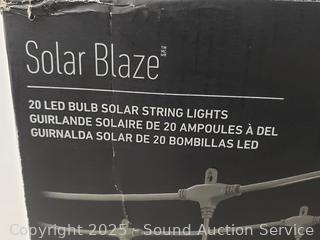 Solar Blaze
20 LED BULB SOLAR STRING LIGHTS
GUIRLANDE SOLAIRE DE 20 AMPOULES À DEL
GUIRNALDA SOLAR DE 20 BOMBILLAS LED
Copyright 2025 - Sound Auction Service